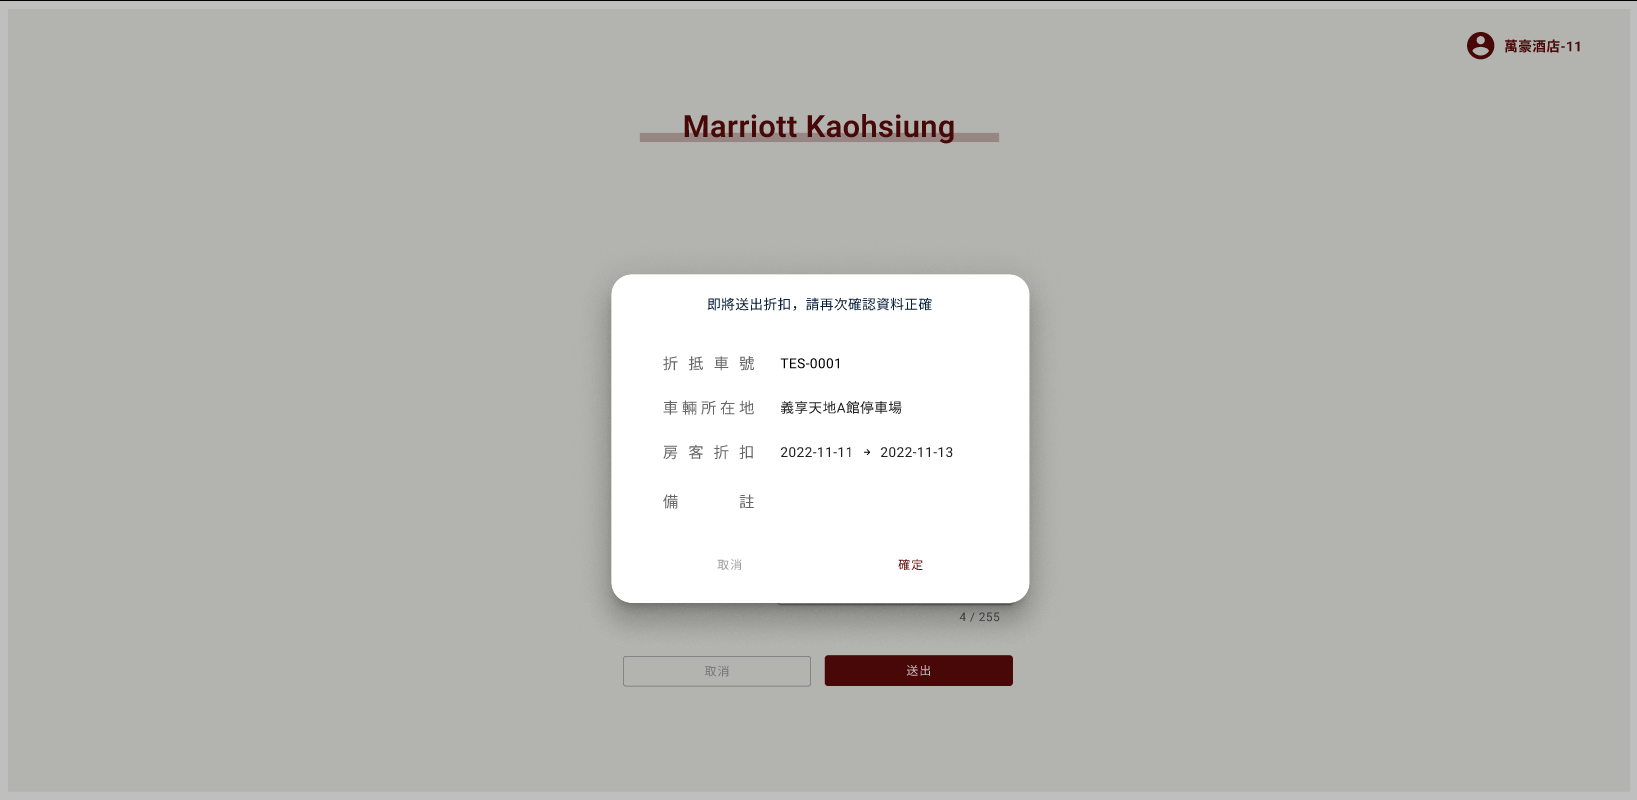 萬豪酒店-11
Marriott Kaohsiung
即將送出折扣，請再次確認資料正確
折抵車號 TES-0001
車輛所在地 義享天地A館停車場
房客折扣 2022-11-11 → 2022-11-13
備註
取消 確定
4 / 255
取消 送出